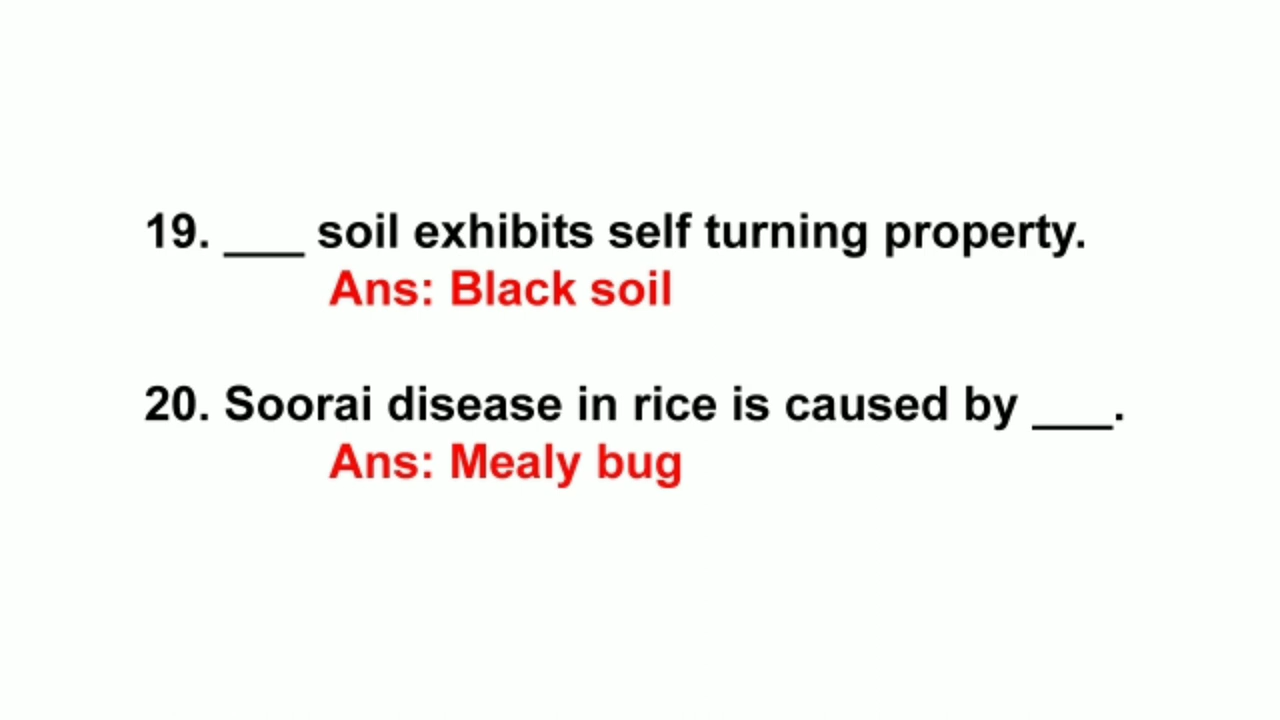 19. ___ soil exhibits self turning property.
Ans: Black soil
20. Soorai disease in rice is caused by ___.
Ans: Mealy bug